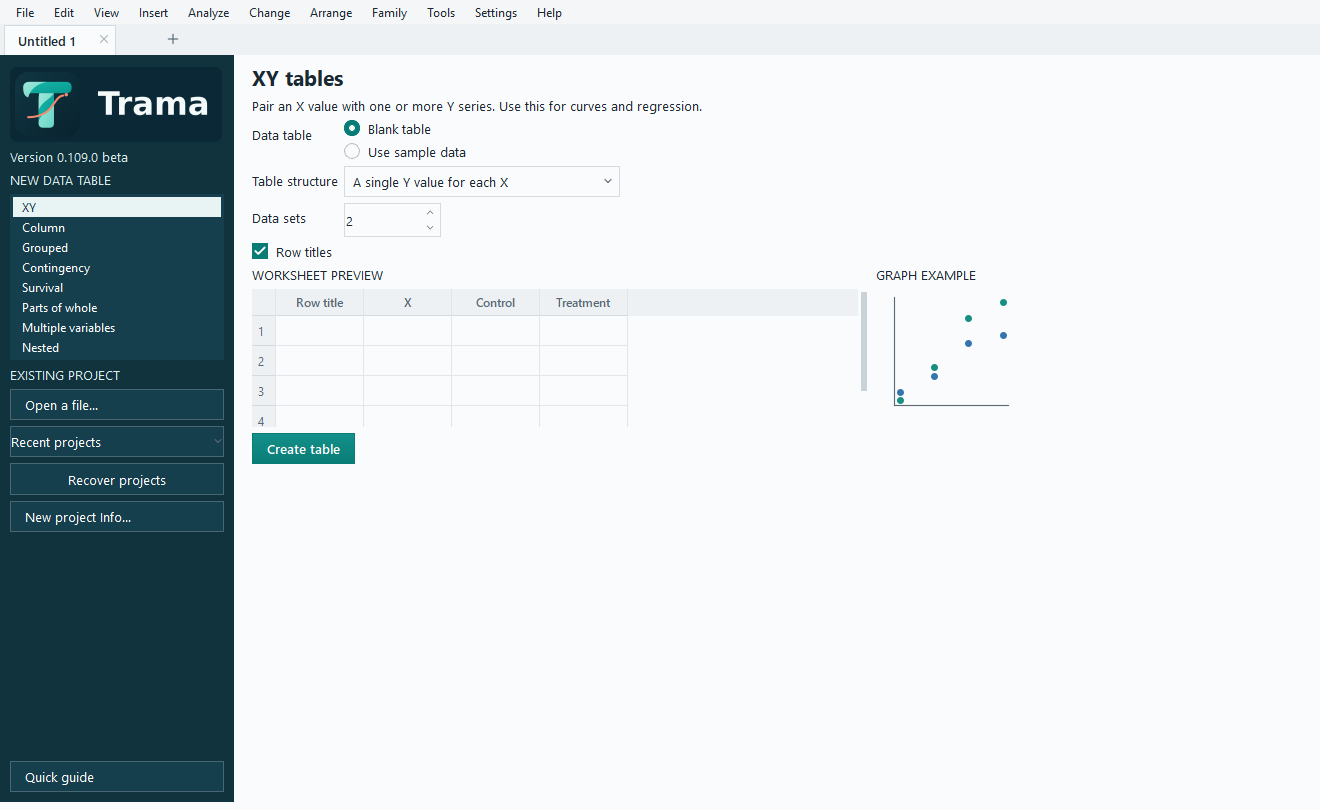 File Edit View Insert Analyze Change Arrange Family Tools Settings Help
Untitled 1
Trama
Version 0.109.0 beta
NEW DATA TABLE
XY
Column
Grouped
Contingency
Survival
Parts of whole
Multiple variables
Nested
EXISTING PROJECT
Open a file...
Recent projects
Recover projects
New project Info...
Quick guide
XY tables
Pair an X value with one or more Y series. Use this for curves and regression.
Data table
Blank table
Use sample data
Table structure A single Y value for each X
Data sets 2
Row titles
WORKSHEET PREVIEW
Row title X Control Treatment
1
2
3
4
Create table
GRAPH EXAMPLE